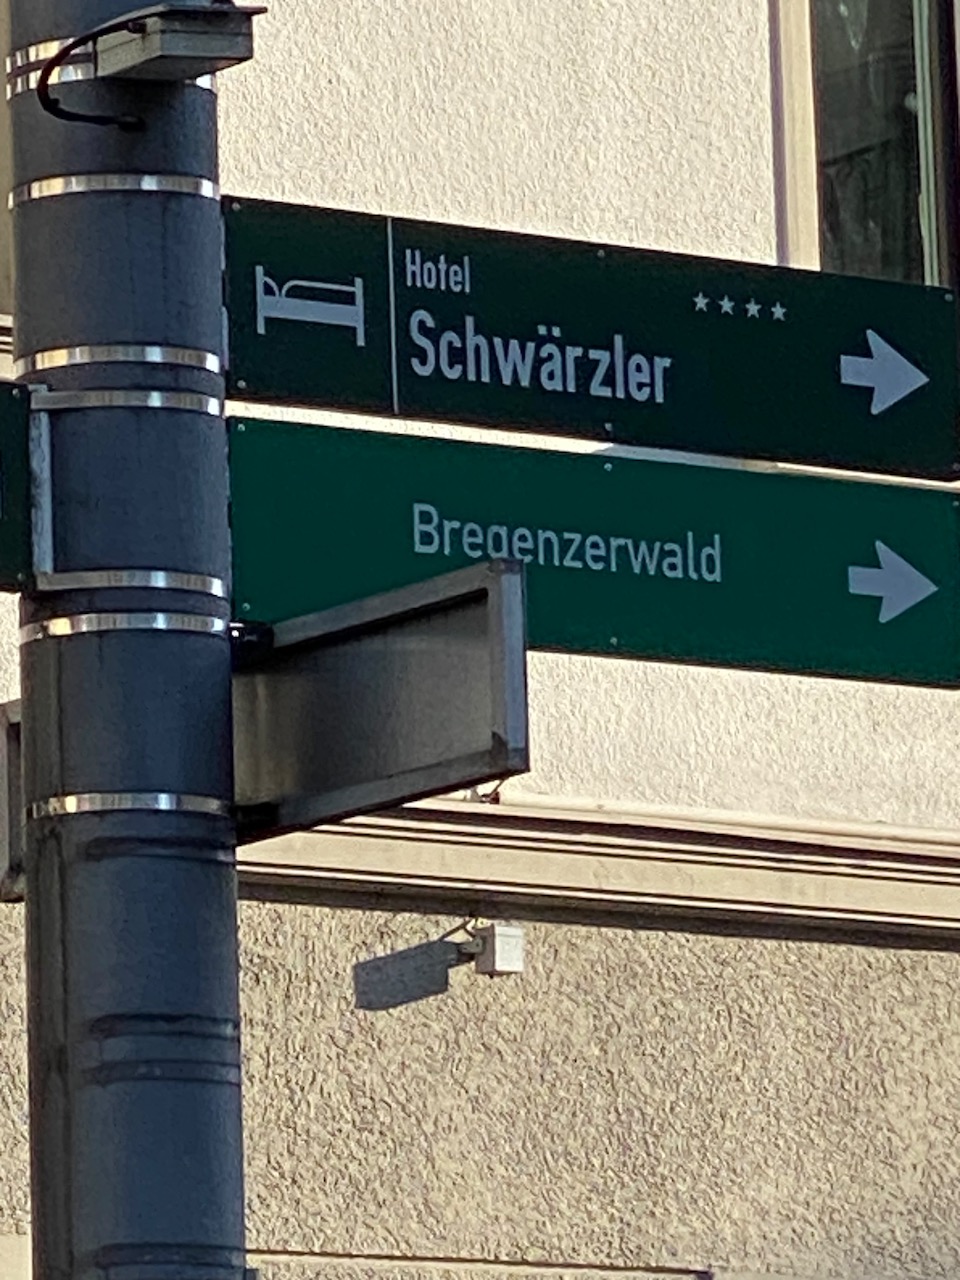 Hotel
****
Schwärzler
Bregenzerwald